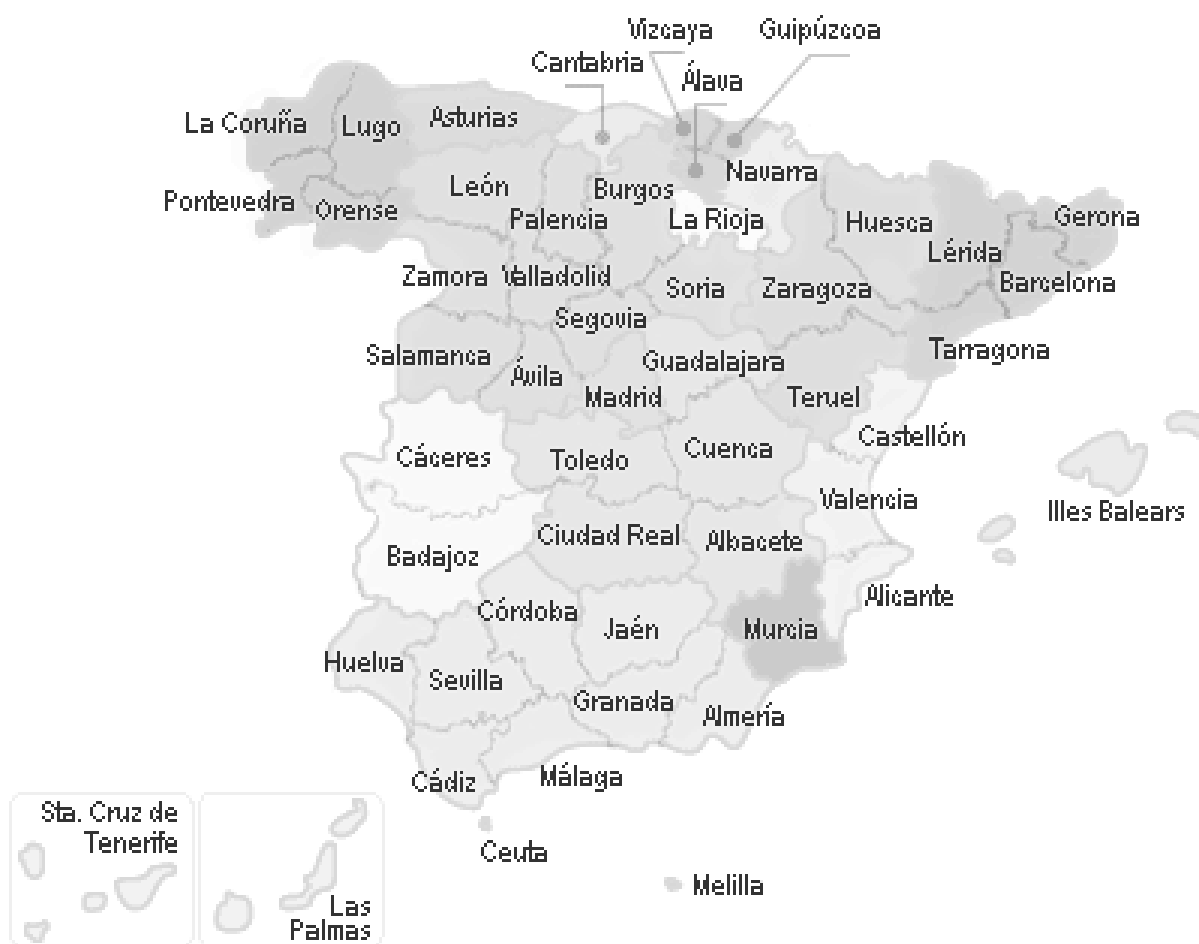 Vizcaya
Guipúzcoa
Cantabria
Álava
La Coruña
Lugo
Asturias
Navarra
León
Burgos
Pontevedra
Orense
Palencia
La Rioja
Huesca
Gerona
Lérida
Zamora
Valladolid
Soria
Zaragoza
Barcelona
Segovia
Salamanca
Guadalajara
Tarragona
Ávila
Madrid
Teruel
Cáceres
Toledo
Cuenca
Castellón
Valencia
Illes Balears
Badajoz
Ciudad Real
Albacete
Alicante
Córdoba
Jaén
Murcia
Huelva
Sevilla
Granada
Almería
Cádiz
Málaga
Sta. Cruz de
Tenerife
Ceuta
Melilla
Las
Palmas